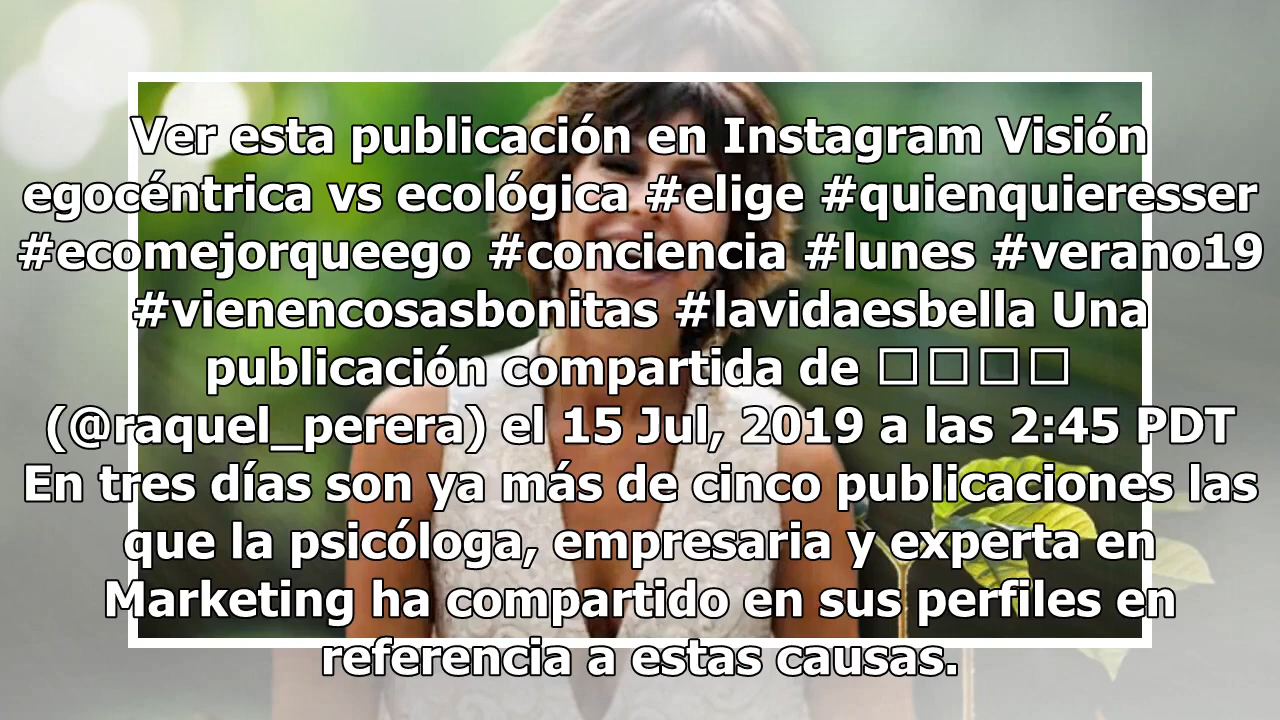 Ver esta publicación en Instagram Visión
egocéntrica vs ecológica #elige #quienquieresser
#ecomejorqueego #conciencia #lunes #verano19
#vienencosasbonitas #lavidaesbella Una
publicación compartida de □□□□
(@raquel_perera) el 15 Jul, 2019 a las 2:45 PDT
En tres días son ya más de cinco publicaciones las
que la psicóloga, empresaria y experta en
Marketing ha compartido en sus perfiles en
referencia a estas causas.